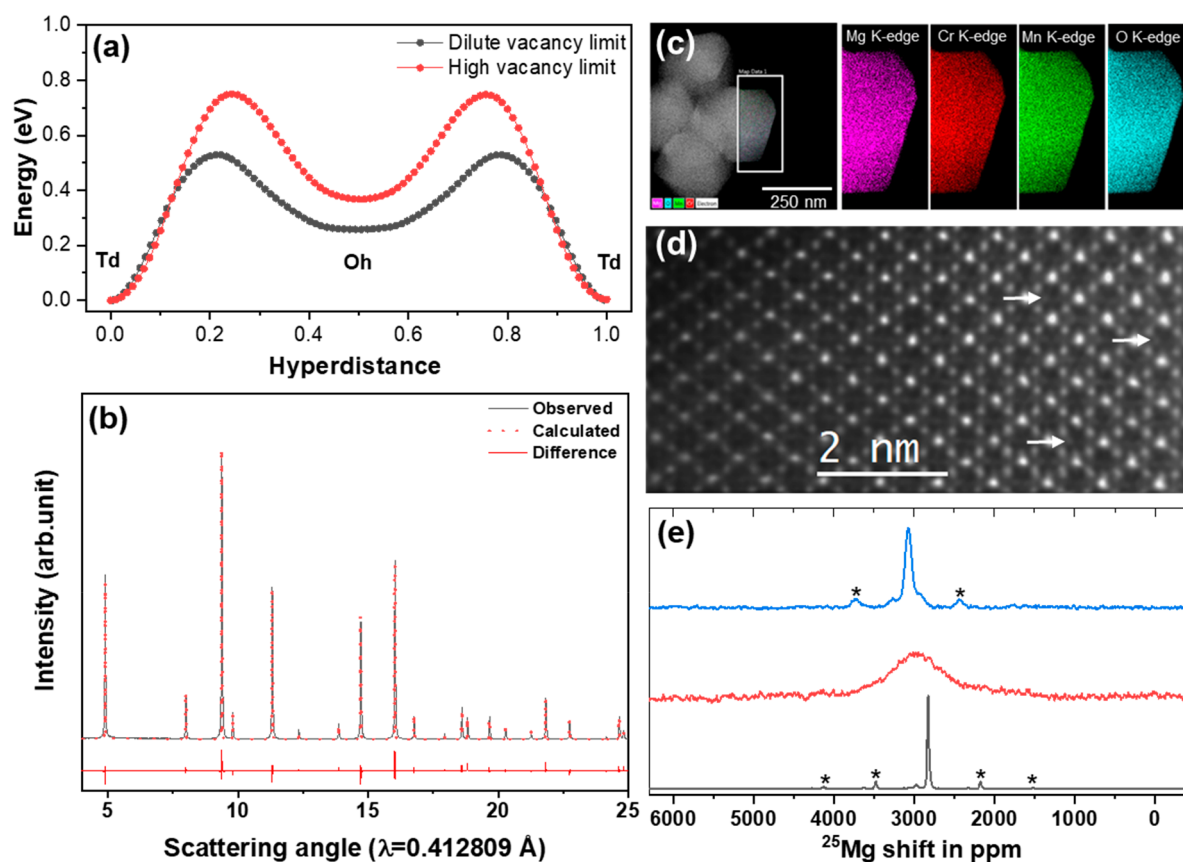 (a)
Dilute vacancy limit
High vacancy limit
1.0
0.8
0.6
0.4
0.2
0.0
Energy (eV)
Td
Oh
Td
0.0 0.2 0.4 0.6 0.8 1.0
Hyperdistance
(b)
Observed
Calculated
Difference
Intensity (arb.unit)
5 10 15 20 25
Scattering angle (λ=0.412809 Å)
(c)
Map Data 1
250 nm
Mg K-edge
Cr K-edge
Mn K-edge
O K-edge
(d)
2 nm
(e)
* *
* * * *
6000 5000 4000 3000 2000 1000 0
²⁵Mg shift in ppm